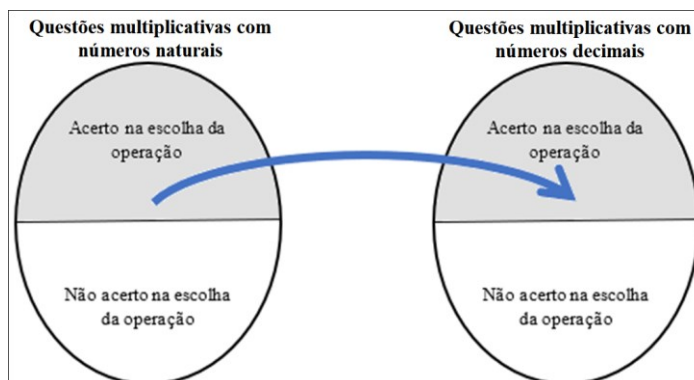 Questões multiplicativas com
números naturais
Acerto na escolha da
operação
Não acerto na escolha
da operação
Questões multiplicativas com
números decimais
Acerto na escolha da
operação
Não acerto na escolha
da operação